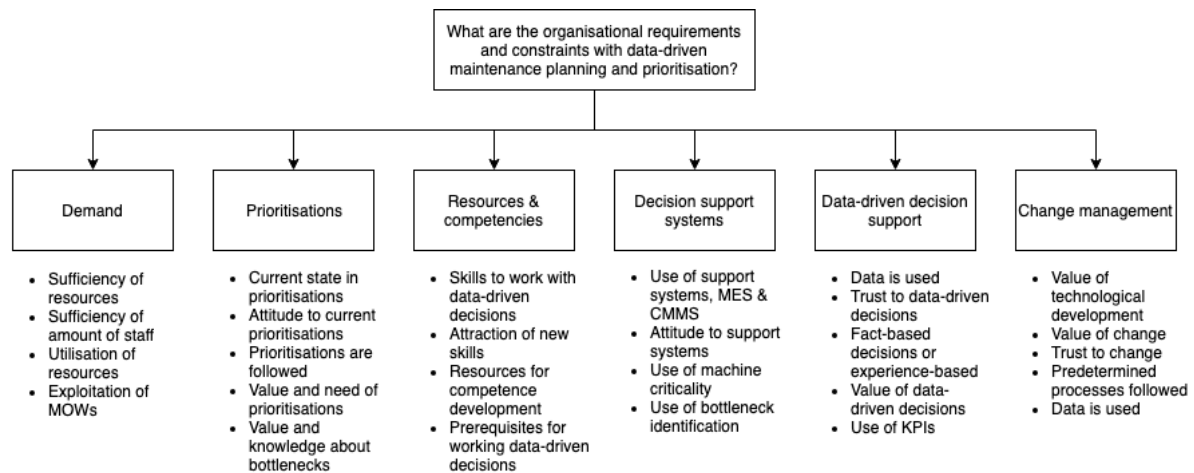 What are the organisational requirements
and constraints with data-driven
maintenance planning and prioritisation?
Demand
Prioritisations
Resources &
competencies
Decision support
systems
Data-driven decision
support
Change management
• Sufficiency of
resources
• Sufficiency of
amount of staff
• Utilisation of
resources
• Exploitation of
MOWs
• Current state in
prioritisations
• Attitude to current
prioritisations
• Prioritisations are
followed
• Value and need of
prioritisations
• Value and
knowledge about
bottlenecks
• Skills to work with
data-driven
decisions
• Attraction of new
skills
• Resources for
competence
development
• Prerequisites for
working data-driven
decisions
• Use of support
systems, MES &
CMMS
• Attitude to support
systems
• Use of machine
criticality
• Use of bottleneck
identification
• Data is used
• Trust to data-driven
decisions
• Fact-based
decisions or
experience-based
• Value of data-
driven decisions
• Use of KPIs
• Value of
technological
development
• Value of change
• Trust to change
• Predetermined
processes followed
• Data is used